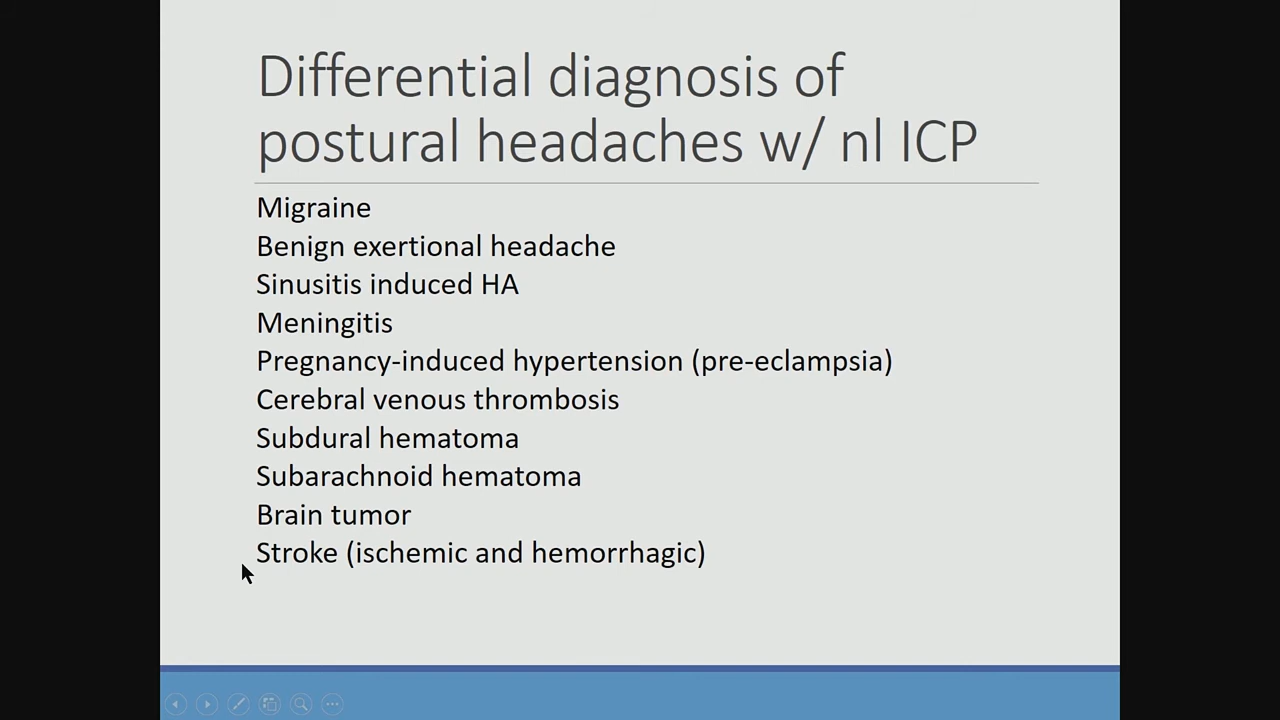 Differential diagnosis of
postural headaches w/ nl ICP
Migraine
Benign exertional headache
Sinusitis induced HA
Meningitis
Pregnancy-induced hypertension (pre-eclampsia)
Cerebral venous thrombosis
Subdural hematoma
Subarachnoid hematoma
Brain tumor
Stroke (ischemic and hemorrhagic)